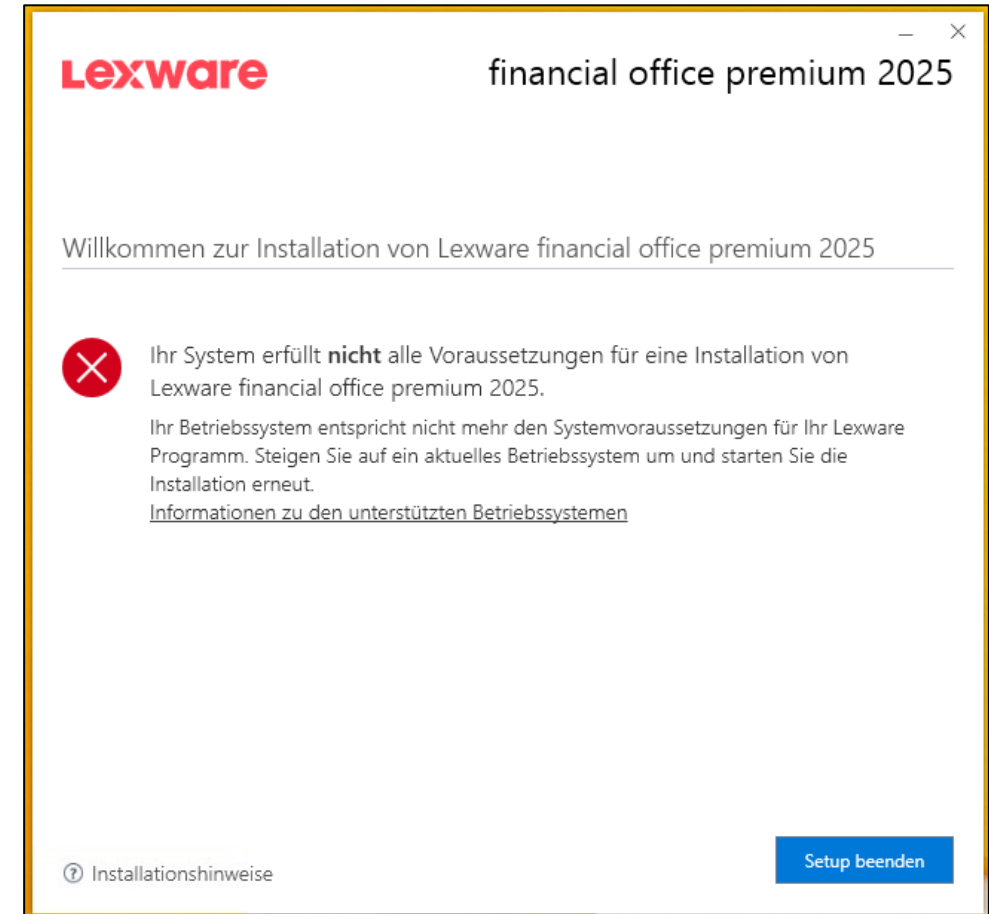 Lexware
financial office premium 2025
Willkommen zur Installation von Lexware financial office premium 2025
Ihr System erfüllt nicht alle Voraussetzungen für eine Installation von
Lexware financial office premium 2025.
Ihr Betriebssystem entspricht nicht mehr den Systemvoraussetzungen für Ihr Lexware
Programm. Steigen Sie auf ein aktuelles Betriebssystem um und starten Sie die
Installation erneut.
Informationen zu den unterstützten Betriebssystemen
Installationshinweise
Setup beenden